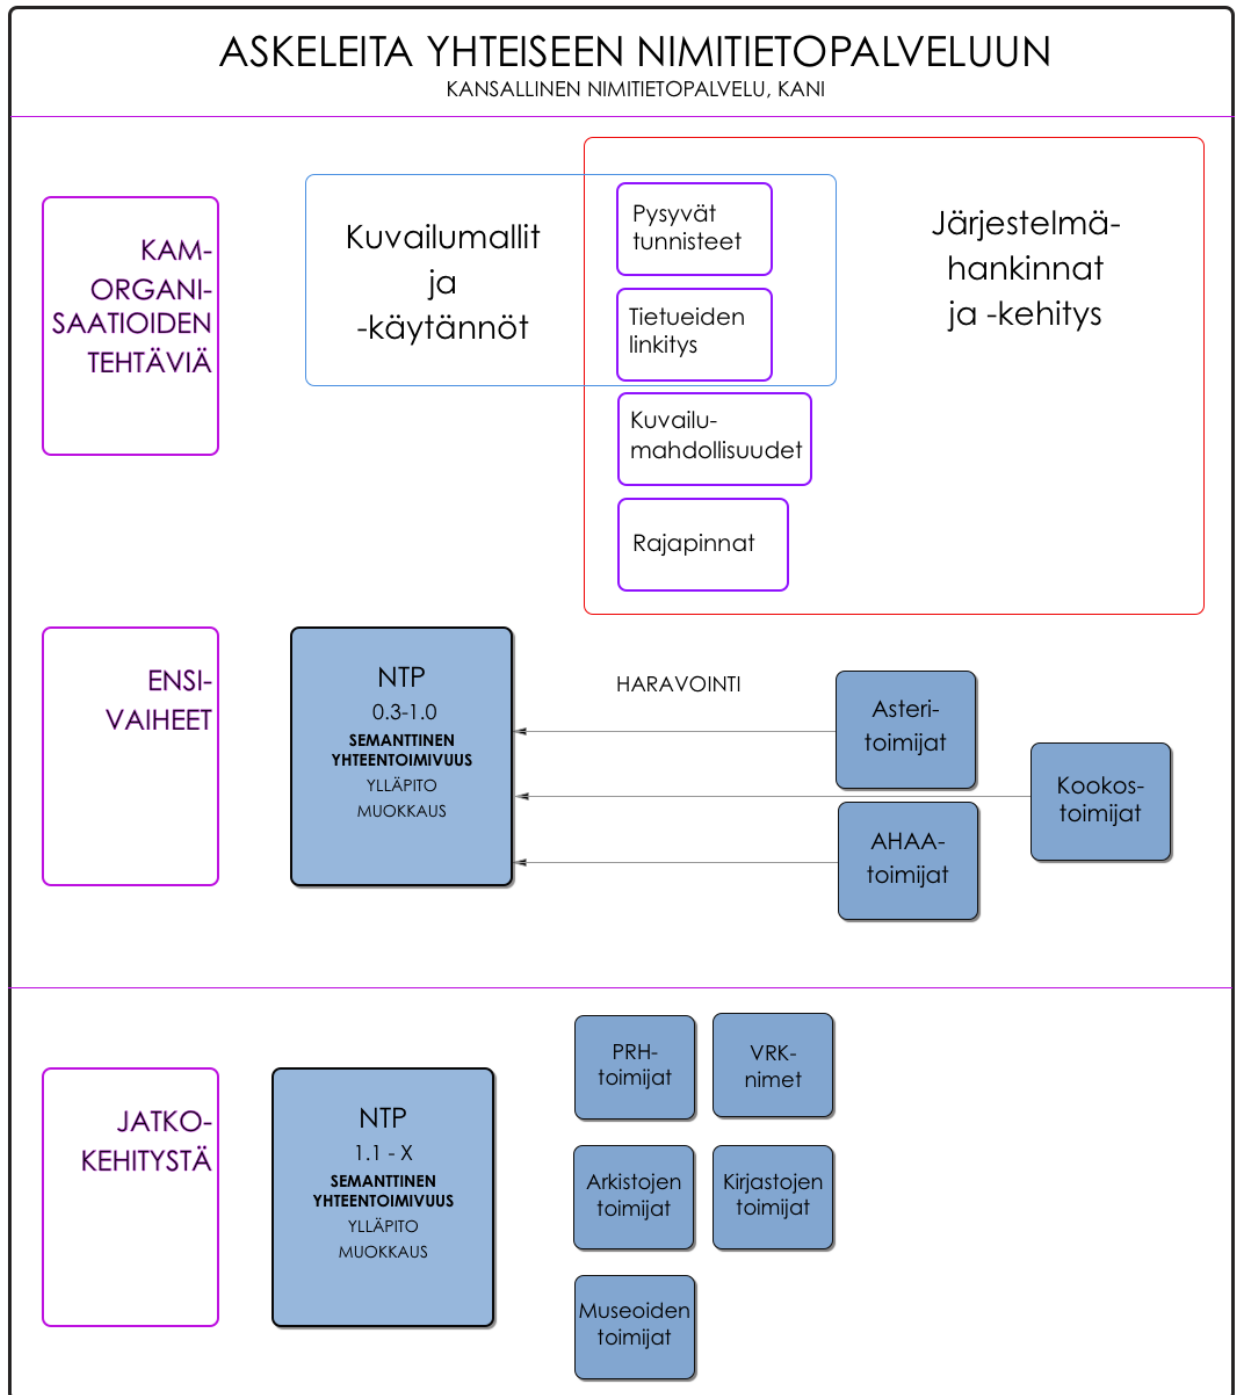 ASKELEITA YHTEISEEN NIMITIETOPALVELUUN
KANSALLINEN NIMITIETOPALVELU, KANI
KAM-
ORGANI-
SAATIOIDEN
TEHTÄVIÄ
Kuvailumallit
ja
-käytännöt
Pysyvät
tunnisteet
Tietueiden
linkitys
Kuvailu-
mahdollisuudet
Rajapinnat
Järjestelmä-
hankinnat
ja -kehitys
ENSI-
VAIHEET
NTP
0.3-1.0
SEMANTTINEN
YHTEENTOIMIVUUS
YLLÄPITO
MUOKKAUS
HARAVOINTI
Asteri-
toimijat
Kookos-
toimijat
AHAA-
toimijat
JATKO-
KEHITYSTÄ
NTP
1.1 - X
SEMANTTINEN
YHTEENTOIMIVUUS
YLLÄPITO
MUOKKAUS
PRH-
toimijat
VRK-
nimet
Arkistojen
toimijat
Kirjastojen
toimijat
Museoiden
toimijat